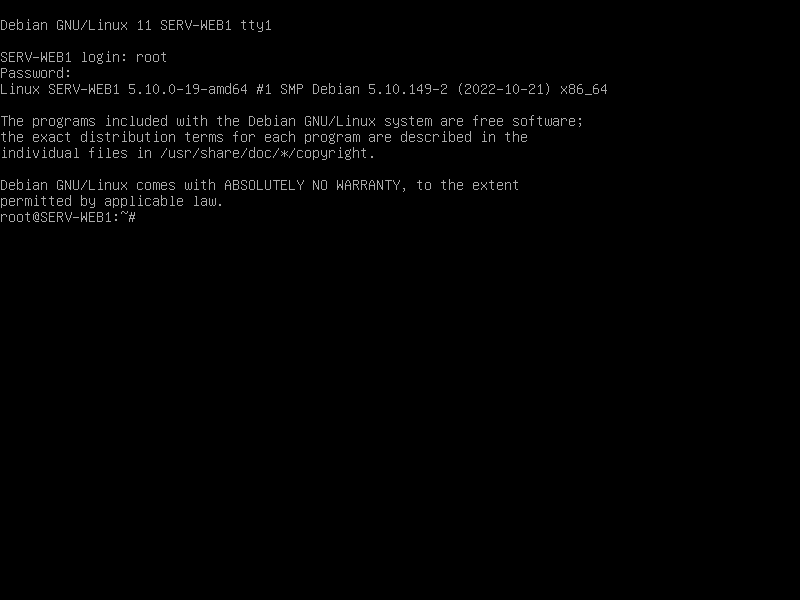 Debian GNU/Linux 11 SERV-WEB1 tty1
SERV-WEB1 login: root
Password:
Linux SERV-WEB1 5.10.0-19-amd64 #1 SMP Debian 5.10.149-2 (2022-10-21) x86_64
The programs included with the Debian GNU/Linux system are free software;
the exact distribution terms for each program are described in the
individual files in /usr/share/doc/*/copyright.
Debian GNU/Linux comes with ABSOLUTELY NO WARRANTY, to the extent
permitted by applicable law.
root@SERV-WEB1:~#